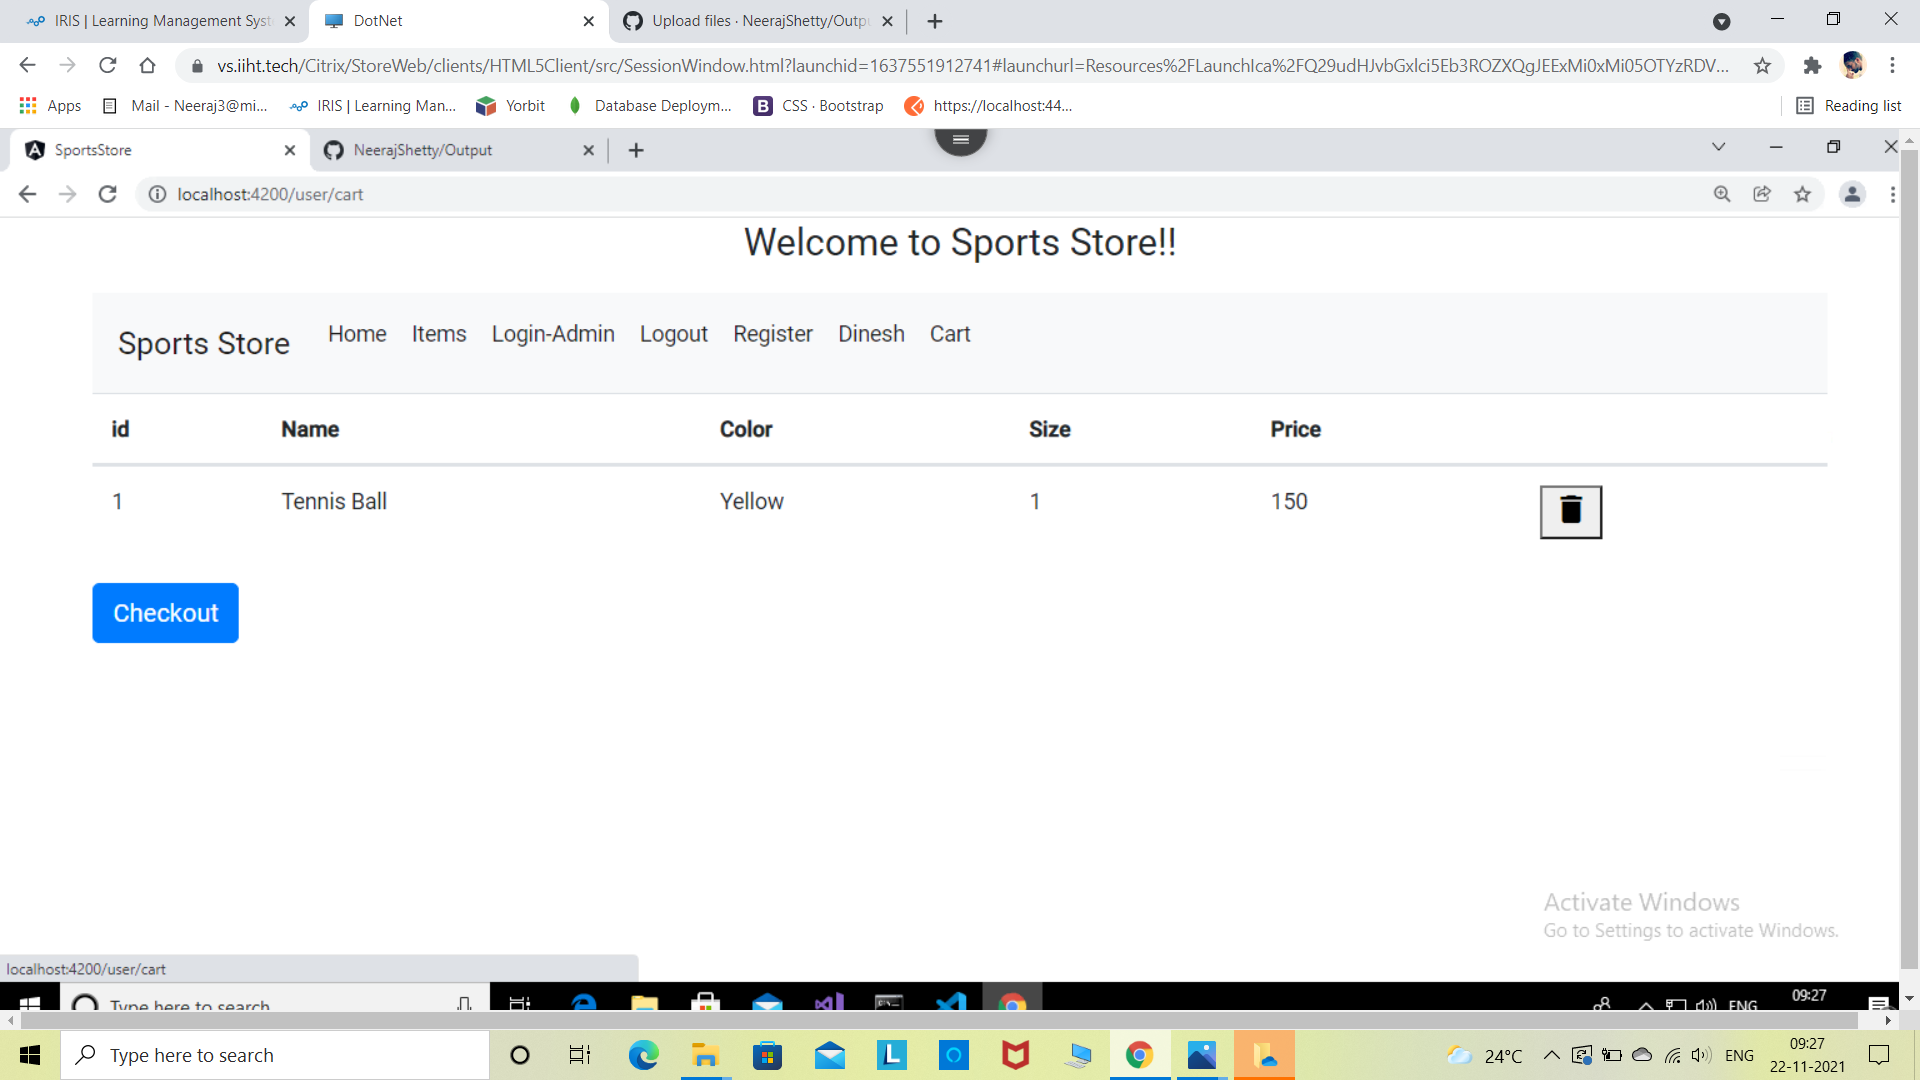 IRIS | Learning Management Syst
DotNet
Upload files · NeerajShetty/Outpu
vs.iiht.tech/Citrix/StoreWeb/clients/HTML5Client/src/SessionWindow.html?launchid=1637551912741#launchurl=Resources%2FLaunchIca%2FQ29udHJvbGxlci5Eb3ROZXQgJEExMi0xMi05OTYzRDV...
Apps
Mail - Neeraj3@mi...
IRIS | Learning Man...
Yorbit
Database Deploym...
B CSS · Bootstrap
https://localhost:44...
Reading list
SportsStore
NeerajShetty/Output
localhost:4200/user/cart
Welcome to Sports Store!!
Sports Store Home Items Login-Admin Logout Register Dinesh Cart
id Name Color Size Price
1 Tennis Ball Yellow 1 150
Checkout
Activate Windows
Go to Settings to activate Windows.
localhost:4200/user/cart
Type here to search
ENG
09:27
Type here to search
L
24°C
ENG
09:27
22-11-2021